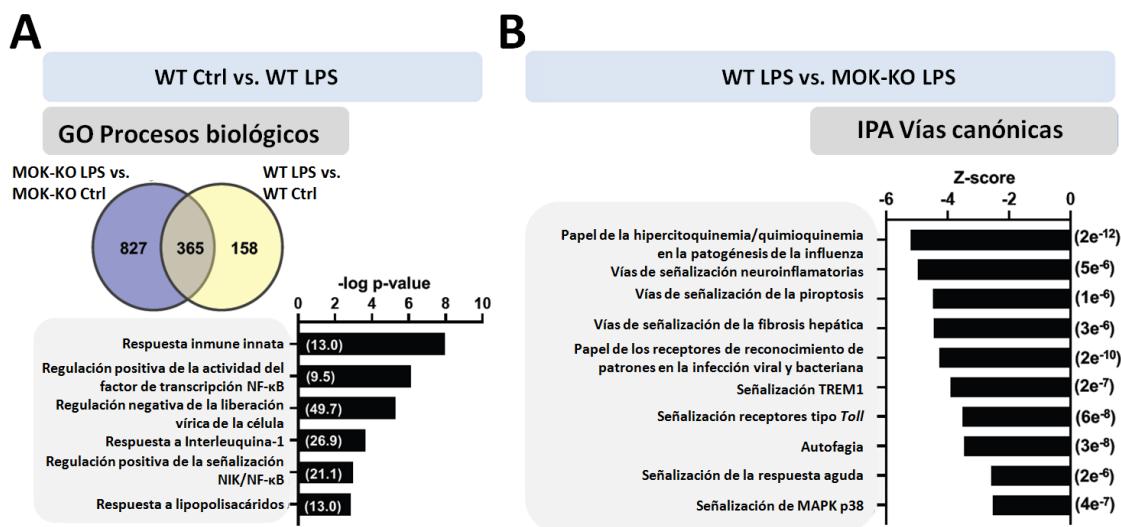 A
WT Ctrl vs. WT LPS
GO Procesos biológicos
MOK-KO LPS vs.
MOK-KO Ctrl
WT LPS vs.
WT Ctrl
827
365
158
-log p-value
0 2 4 6 8 10
Respuesta inmune innata
(13.0)
Regulación positiva de la actividad del
factor de transcripción NF-κB
(9.5)
Regulación negativa de la liberación
vírica de la célula
(49.7)
Respuesta a Interleuquina-1
(26.9)
Regulación positiva de la señalización
NIK/NF-κB
(21.1)
Respuesta a lipopolisacáridos
(13.0)
B
WT LPS vs. MOK-KO LPS
IPA Vías canónicas
Z-score
-6 -4 -2 0
Papel de la hipercitoquinemia/quimioquinemia
en la patogénesis de la influenza
(2e-12)
Vías de señalización neuroinflamatorias
(5e-6)
Vías de señalización de la piroptosis
(1e-6)
Vías de señalización de la fibrosis hepática
(3e-6)
Papel de los receptores de reconocimiento de
patrones en la infección viral y bacteriana
(2e-10)
Señalización TREM1
(2e-7)
Señalización receptores tipo Toll
(6e-8)
Autofagia
(3e-8)
Señalización de la respuesta aguda
(2e-6)
Señalización de MAPK p38
(4e-7)